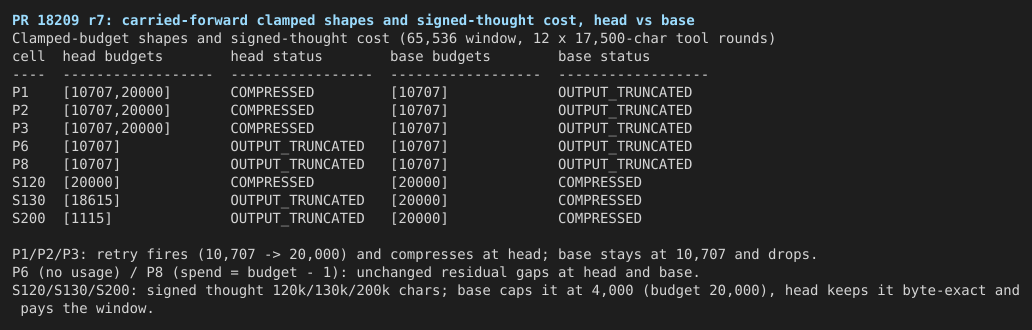 PR 18209 r7: carried-forward clamped shapes and signed-thought cost, head vs base
Clamped-budget shapes and signed-thought cost (65,536 window, 12 x 17,500-char tool rounds)
cell  head budgets        head status        base budgets        base status
----  ------------------  -----------------  ------------------  ------------------
P1    [10707,20000]       COMPRESSED         [10707]             OUTPUT_TRUNCATED
P2    [10707,20000]       COMPRESSED         [10707]             OUTPUT_TRUNCATED
P3    [10707,20000]       COMPRESSED         [10707]             OUTPUT_TRUNCATED
P6    [10707]             OUTPUT_TRUNCATED   [10707]             OUTPUT_TRUNCATED
P8    [10707]             OUTPUT_TRUNCATED   [10707]             OUTPUT_TRUNCATED
S120  [20000]             COMPRESSED         [20000]             COMPRESSED
S130  [18615]             OUTPUT_TRUNCATED   [20000]             COMPRESSED
S200  [1115]              OUTPUT_TRUNCATED   [20000]             COMPRESSED

P1/P2/P3: retry fires (10,707 -> 20,000) and compresses at head; base stays at 10,707 and drops.
P6 (no usage) / P8 (spend = budget - 1): unchanged residual gaps at head and base.
S120/S130/S200: signed thought 120k/130k/200k chars; base caps it at 4,000 (budget 20,000), head keeps it byte-exact and
 pays the window.